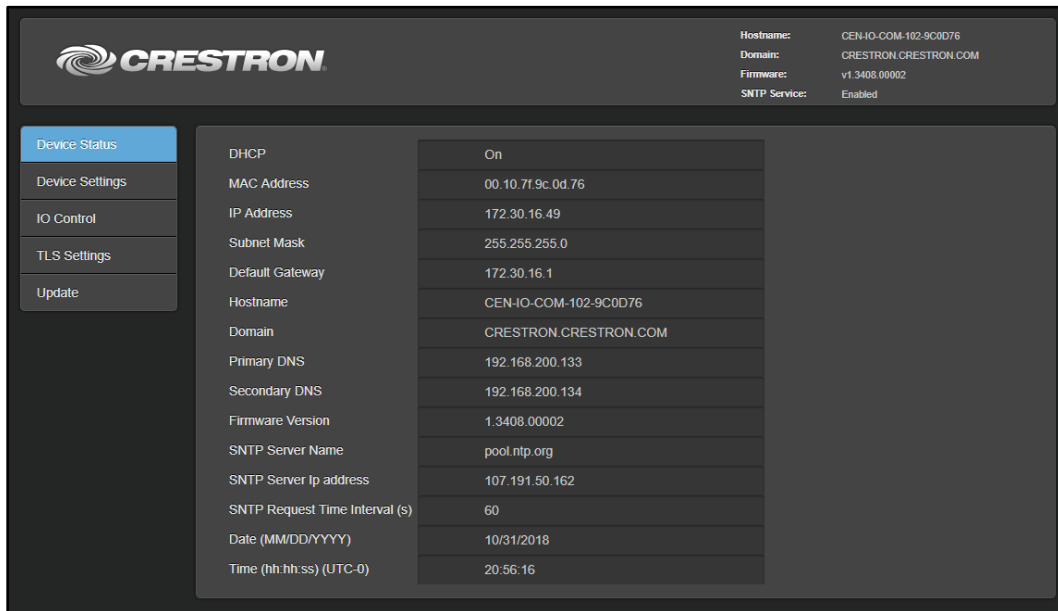 CRESTRON
Hostname: CEN-IO-COM-102-9C0D76
Domain: CRESTRON.CRESTRON.COM
Firmware: v1.3408.00002
SNTP Service: Enabled
Device Status
Device Settings
IO Control
TLS Settings
Update
DHCP On
MAC Address 00.10.7f.9c.0d.76
IP Address 172.30.16.49
Subnet Mask 255.255.255.0
Default Gateway 172.30.16.1
Hostname CEN-IO-COM-102-9C0D76
Domain CRESTRON.CRESTRON.COM
Primary DNS 192.168.200.133
Secondary DNS 192.168.200.134
Firmware Version 1.3408.00002
SNTP Server Name pool.ntp.org
SNTP Server Ip address 107.191.50.162
SNTP Request Time Interval (s) 60
Date (MM/DD/YYYY) 10/31/2018
Time (hh:hh:ss) (UTC-0) 20:56:16